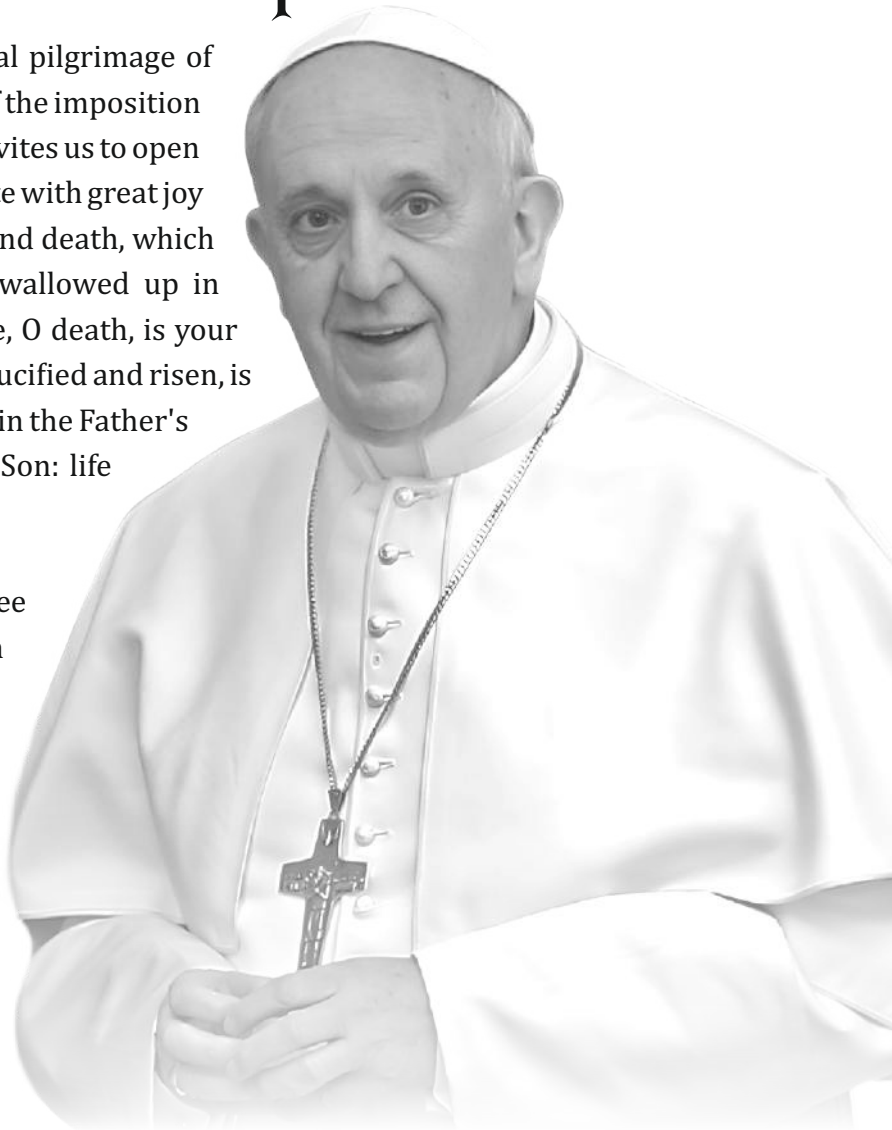 al pilgrimage of
the imposition
vites us to open
te with great joy
nd death, which
wallowed up in
e, O death, is your
ucified and risen, is
in the Father's
Son: life
ee